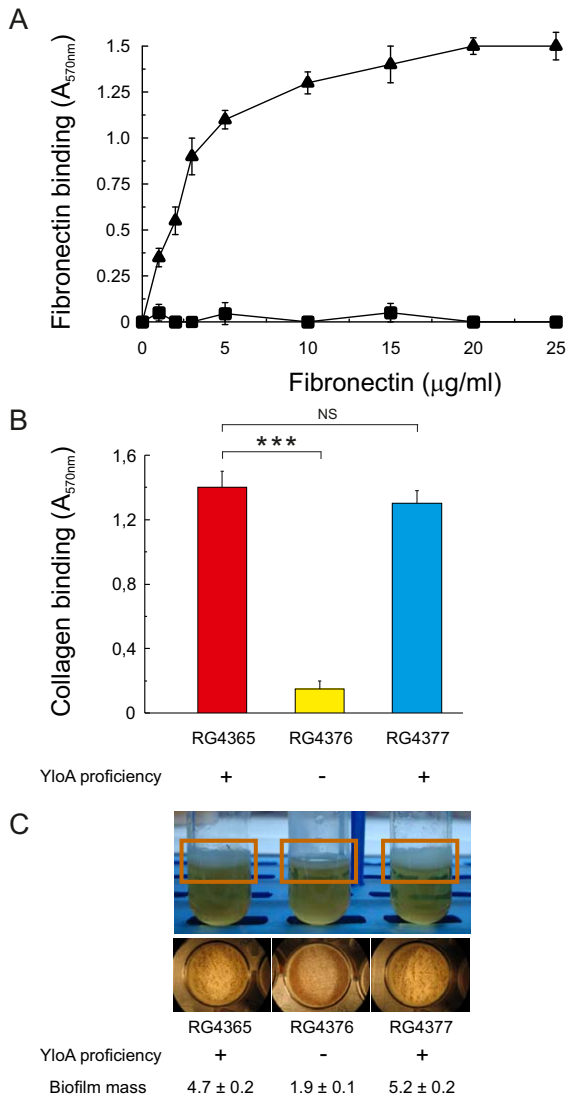 A
Fibronectin binding (A570nm)
1.5
1.25
1
0.75
0.5
0.25
0
0 5 10 15 20 25
Fibronectin (μg/ml)
B
NS
***
Collagen binding (A570nm)
1,6
1,2
0,8
0,4
0
RG4365 RG4376 RG4377
YloA proficiency + - +
C
RG4365 RG4376 RG4377
YloA proficiency + - +
Biofilm mass 4.7 ± 0.2 1.9 ± 0.1 5.2 ± 0.2